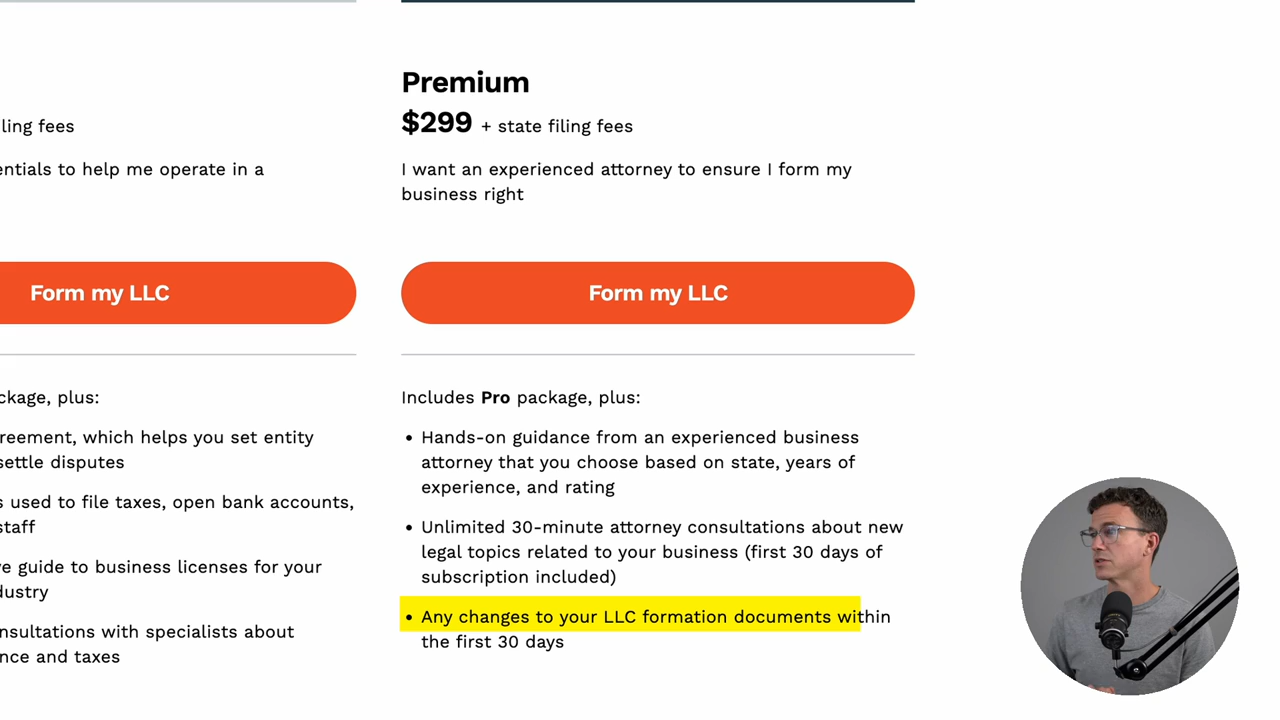 ling fees
entials to help me operate in a
Form my LLC
ckage, plus:
reement, which helps you set entity
settle disputes
s used to file taxes, open bank accounts,
staff
ve guide to business licenses for your
dustry
nsultations with specialists about
nce and taxes
Premium
$299 + state filing fees
I want an experienced attorney to ensure I form my
business right
Form my LLC
Includes Pro package, plus:
• Hands-on guidance from an experienced business
attorney that you choose based on state, years of
experience, and rating
• Unlimited 30-minute attorney consultations about new
legal topics related to your business (first 30 days of
subscription included)
• Any changes to your LLC formation documents within
the first 30 days